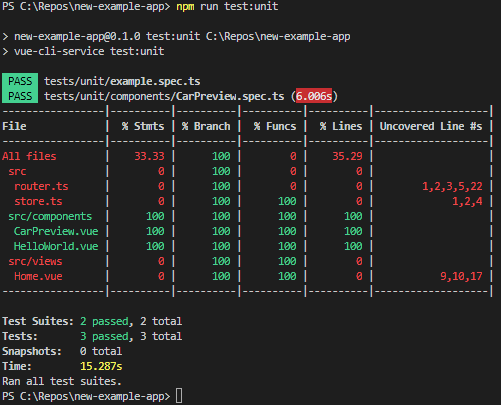 PS C:\Repos\new-example-app> npm run test:unit
> new-example-app@0.1.0 test:unit C:\Repos\new-example-app
> vue-cli-service test:unit
PASS tests/unit/example.spec.ts
PASS tests/unit/components/CarPreview.spec.ts (6.006s)
-----------------|----------|----------|----------|----------|-------------------|
File             |  % Stmts | % Branch |  % Funcs |  % Lines | Uncovered Line #s |
-----------------|----------|----------|----------|----------|-------------------|
All files        |    33.33 |      100 |        0 |    35.29 |                   |
 src             |        0 |      100 |        0 |        0 |                   |
  router.ts      |        0 |      100 |        0 |        0 |        1,2,3,5,22 |
  store.ts       |        0 |      100 |      100 |        0 |             1,2,4 |
 src/components  |      100 |      100 |      100 |      100 |                   |
  CarPreview.vue |      100 |      100 |      100 |      100 |                   |
  HelloWorld.vue |      100 |      100 |      100 |      100 |                   |
 src/views       |        0 |      100 |      100 |        0 |                   |
  Home.vue       |        0 |      100 |      100 |        0 |           9,10,17 |
-----------------|----------|----------|----------|----------|-------------------|
Test Suites: 2 passed, 2 total
Tests:       3 passed, 3 total
Snapshots:   0 total
Time:        15.287s
Ran all test suites.
PS C:\Repos\new-example-app>